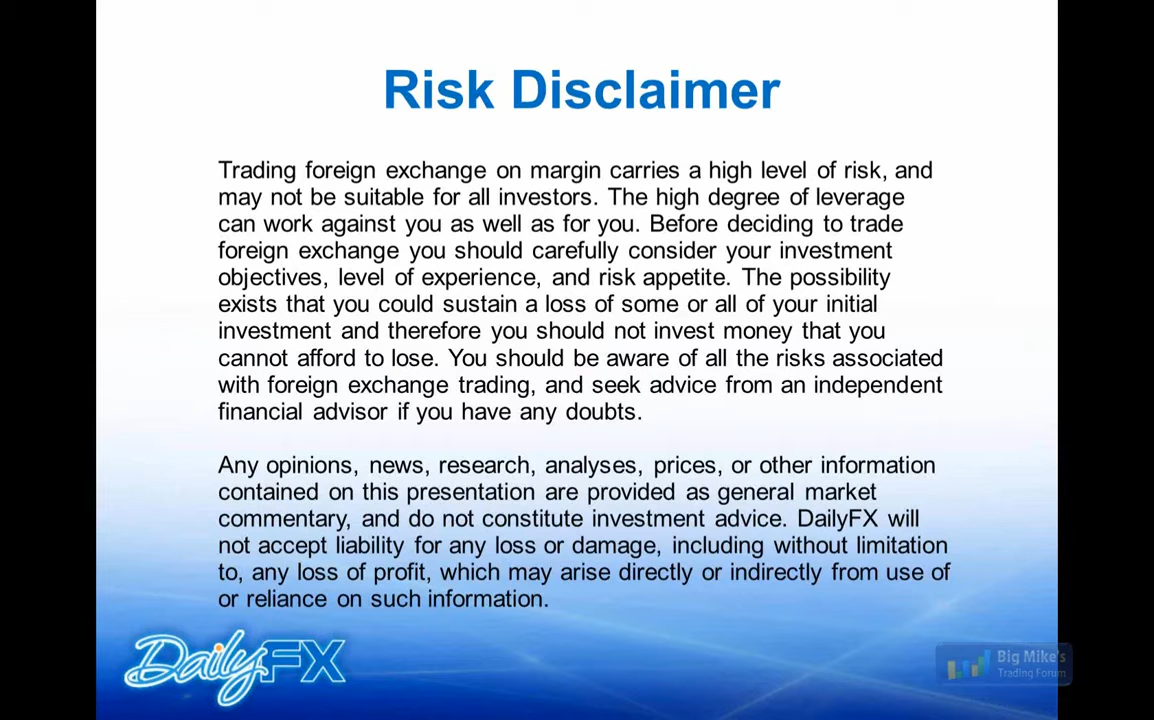 Risk Disclaimer
Trading foreign exchange on margin carries a high level of risk, and
may not be suitable for all investors. The high degree of leverage
can work against you as well as for you. Before deciding to trade
foreign exchange you should carefully consider your investment
objectives, level of experience, and risk appetite. The possibility
exists that you could sustain a loss of some or all of your initial
investment and therefore you should not invest money that you
cannot afford to lose. You should be aware of all the risks associated
with foreign exchange trading, and seek advice from an independent
financial advisor if you have any doubts.
Any opinions, news, research, analyses, prices, or other information
contained on this presentation are provided as general market
commentary, and do not constitute investment advice. DailyFX will
not accept liability for any loss or damage, including without limitation
to, any loss of profit, which may arise directly or indirectly from use of
or reliance on such information.
DailyFX
Big Mike's
Trading Forum